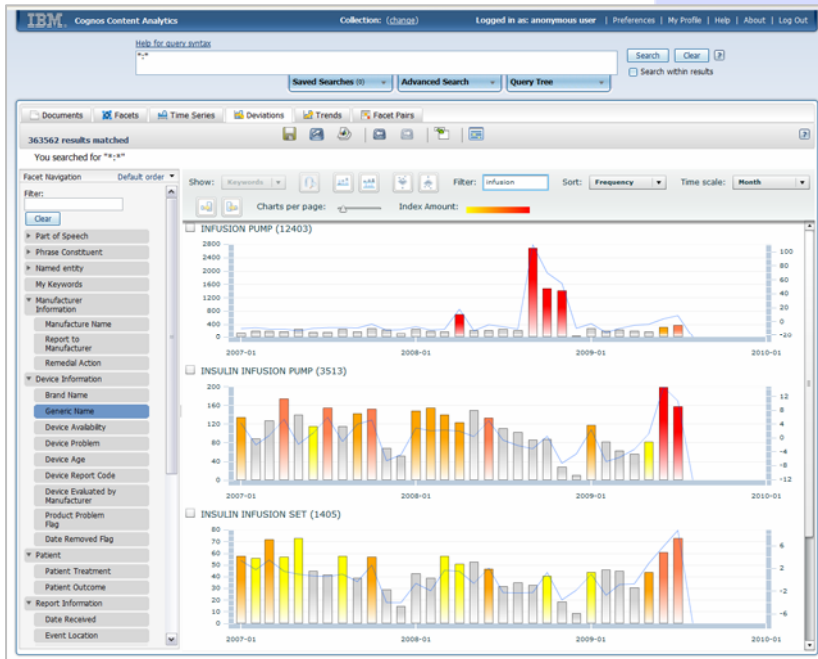 IBM. Cognos Content Analytics Collection: (change) Logged in as: anonymous user | Preferences | My Profile | Help | About | Log Out
Help for query syntax
*:*
Search Clear ?
Search within results
Saved Searches (0) Advanced Search Query Tree
Documents Facets Time Series Deviations Trends Facet Pairs
363562 results matched ?
You searched for "*:*"
Facet Navigation Default order
Filter:
Clear
Part of Speech
Phrase Constituent
Named entity
My Keywords
Manufacturer
Information
Manufacture Name
Report to
Manufacturer
Remedial Action
Device Information
Brand Name
Generic Name
Device Availability
Device Problem
Device Age
Device Report Code
Device Evaluated by
Manufacturer
Product Problem
Flag
Date Removed Flag
Patient
Patient Treatment
Patient Outcome
Report Information
Date Received
Event Location
Show: Keywords Filter: infusion Sort: Frequency Time scale: Month
Charts per page: Index Amount:
INFUSION PUMP (12403)
2800
2400 100
2000 80
1600 60
1200 40
800 20
400 0
0 -20
2007-01 2008-01 2009-01 2010-01
INSULIN INFUSION PUMP (3513)
200
160 12
120 8
80 4
40 0
0 -4
-8
-12
2007-01 2008-01 2009-01 2010-01
INSULIN INFUSION SET (1405)
80
70
60 6
50
40 2
30 -2
20
10 -6
0
2007-01 2008-01 2009-01 2010-01